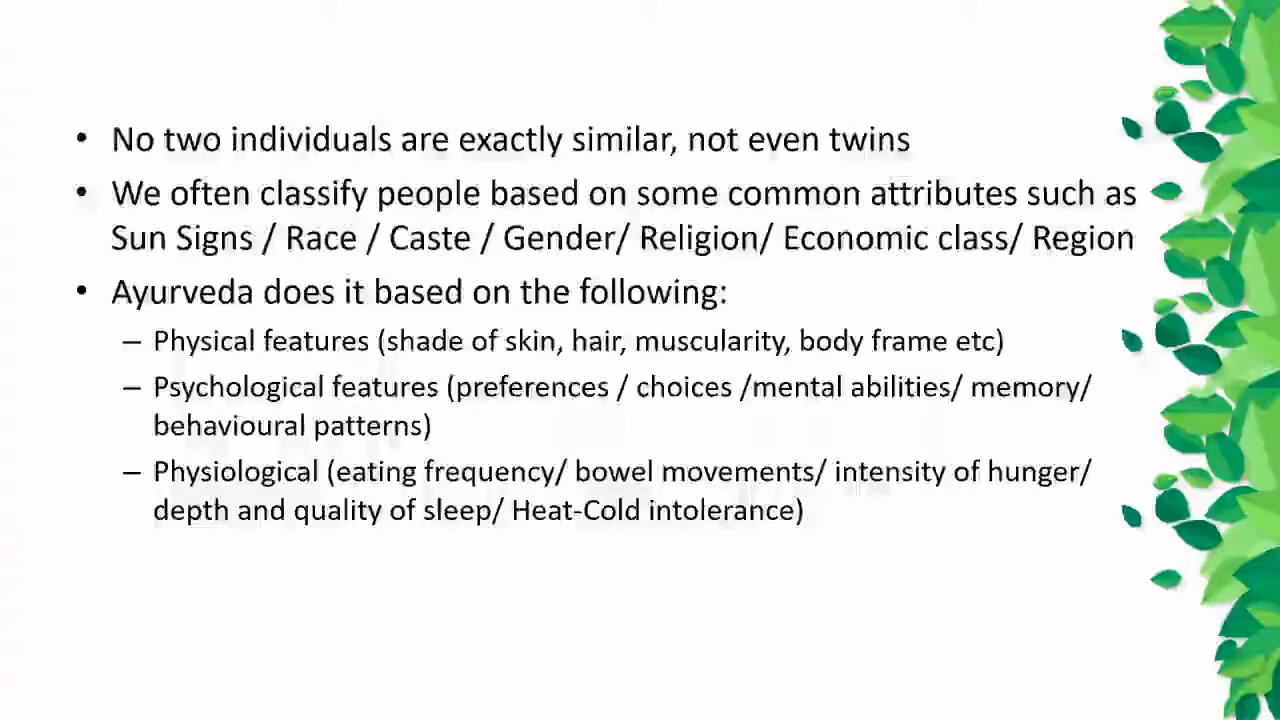 • No two individuals are exactly similar, not even twins
• We often classify people based on some common attributes such as
Sun Signs / Race / Caste / Gender/ Religion/ Economic class/ Region
• Ayurveda does it based on the following:
– Physical features (shade of skin, hair, muscularity, body frame etc)
– Psychological features (preferences / choices /mental abilities/ memory/
behavioural patterns)
– Physiological (eating frequency/ bowel movements/ intensity of hunger/
depth and quality of sleep/ Heat-Cold intolerance)